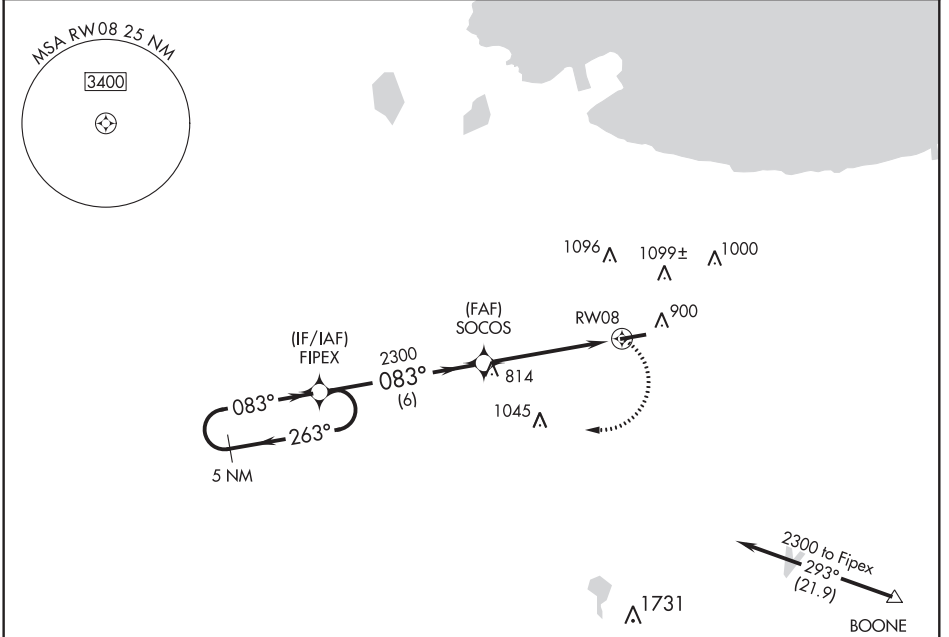 MSA RW08 25 NM
3400
1096
1099±
1000
900
RW08
(FAF)
SOCOS
(IF/IAF)
FIPEX
2300
083°
(6)
814
083°
263°
1045
5 NM
2300 to Fipex
293°
(21.9)
1731
BOONE